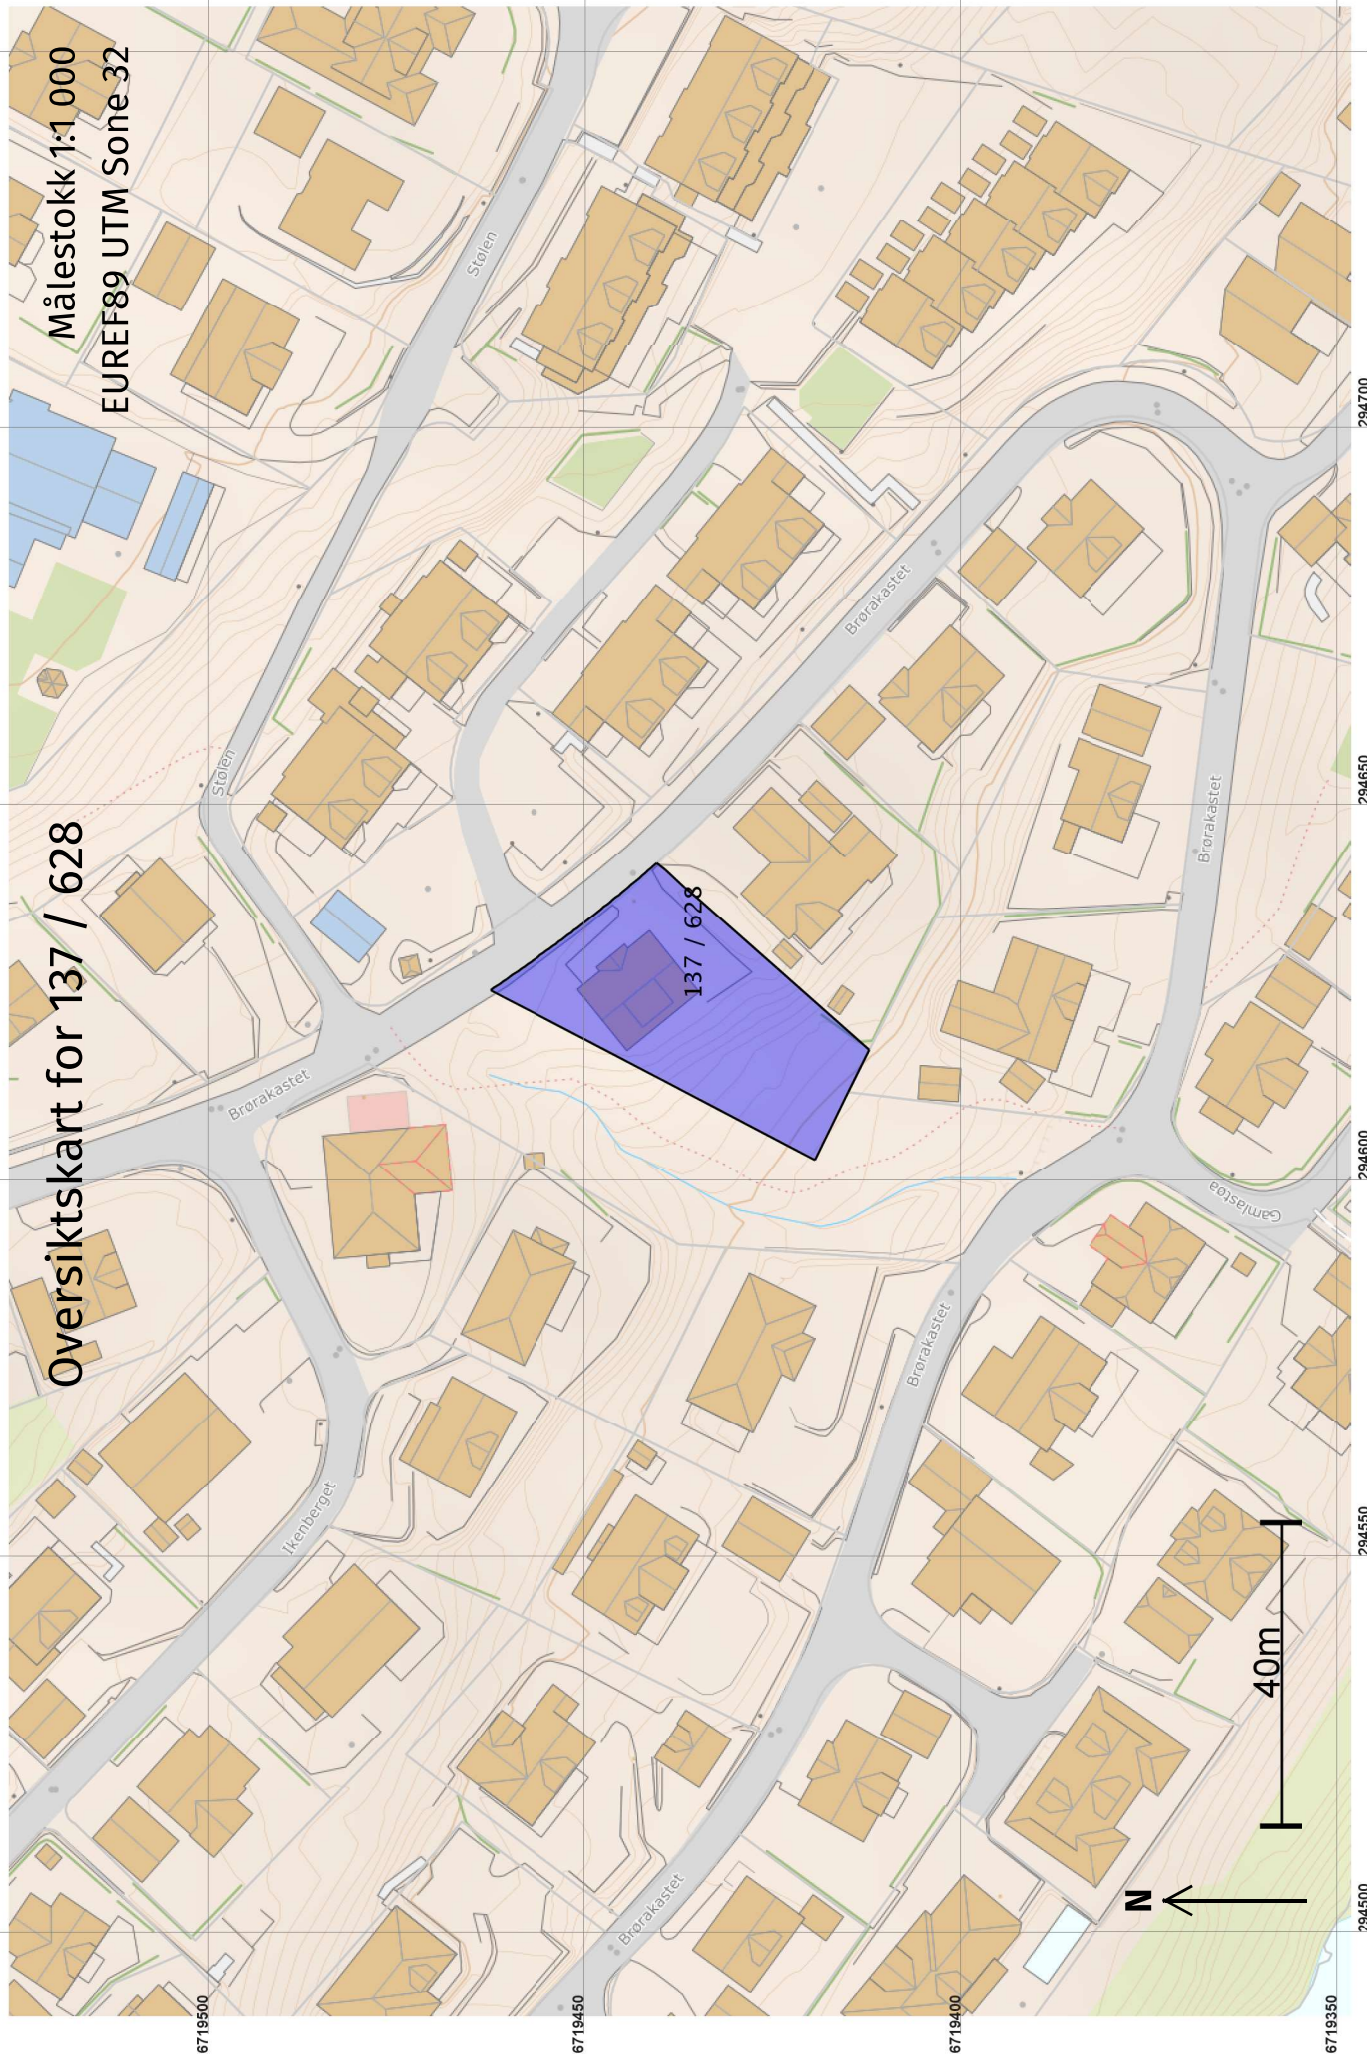 Oversiktskart for 137 / 628
Målestokk 1:1 000
EUREF89 UTM Sone 32
Stølen
Stølen
Brørakastet
Brørakastet
137 / 628
Brørakastet
Ikenberget
Brørakastet
Gamlastøa
Brørakastet
40m
N
6719500
6719450
6719400
6719350
294500
294550
294600
294650
294700